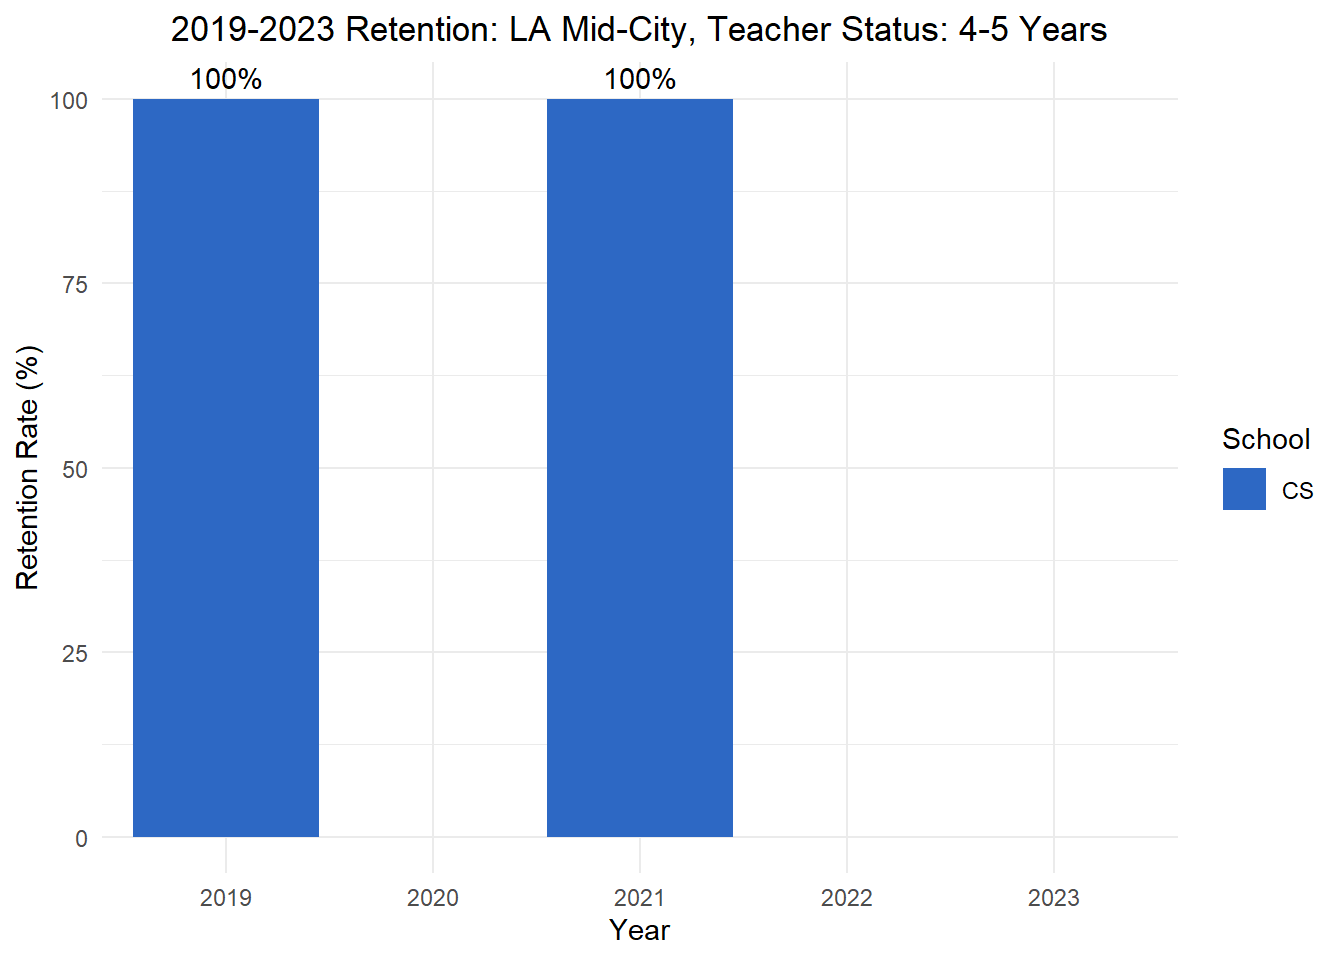 2019-2023 Retention: LA Mid-City, Teacher Status: 4-5 Years
100%
100%
100
75
50
25
0
Retention Rate (%)
2019
2020
2021
2022
2023
Year
School
CS